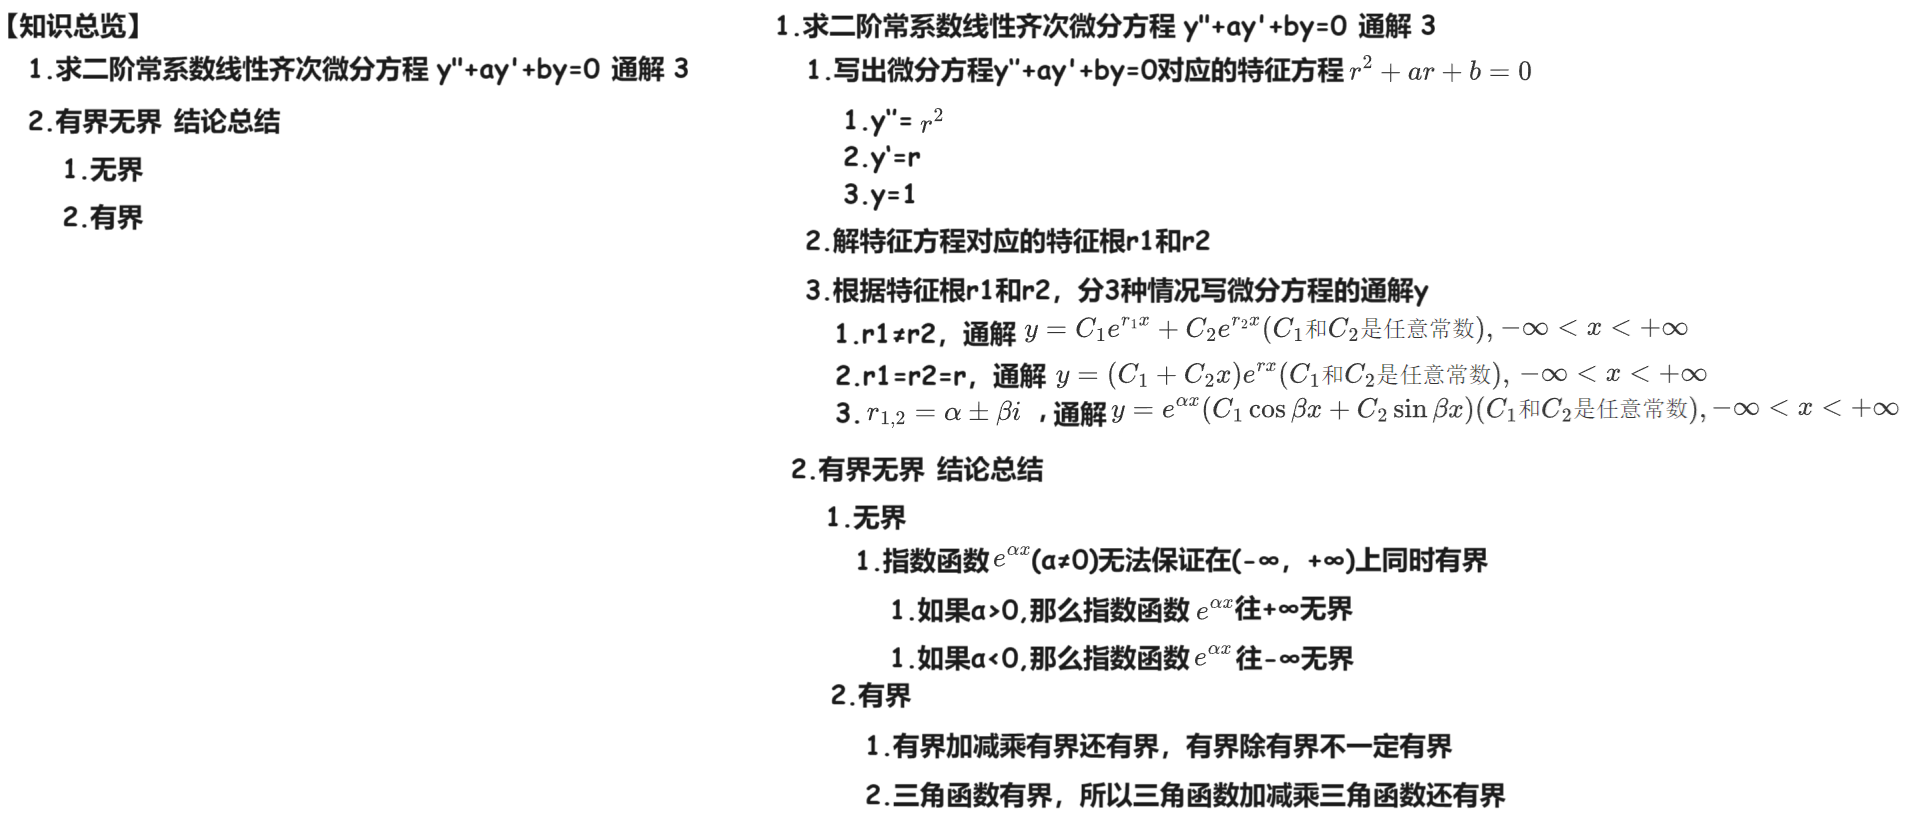 【知识总览】
1.求二阶常系数线性齐次微分方程 y''+ay'+by=0 通解 3
2.有界无界 结论总结
1.无界
2.有界
1.求二阶常系数线性齐次微分方程 y''+ay'+by=0 通解 3
1.写出微分方程y''+ay'+by=0对应的特征方程 $r^2+ar+b=0$
1.y''= $r^2$
2.y'=r
3.y=1
2.解特征方程对应的特征根r1和r2
3.根据特征根r1和r2，分3种情况写微分方程的通解y
1.r1≠r2，通解 $y=C_1e^{r_1x}+C_2e^{r_2x}(C_1和C_2是任意常数),-\infty<x<+\infty$
2.r1=r2=r，通解 $y=(C_1+C_2x)e^{rx}(C_1和C_2是任意常数),-\infty<x<+\infty$
3. $r_{1,2}=\alpha\pm\beta i$ ,通解 $y=e^{\alpha x}(C_1\cos\beta x+C_2\sin\beta x)(C_1和C_2是任意常数),-\infty<x<+\infty$
2.有界无界 结论总结
1.无界
1.指数函数 $e^{\alpha x}$ (α≠0)无法保证在(-∞，+∞)上同时有界
1.如果α>0,那么指数函数 $e^{\alpha x}$ 往+∞无界
1.如果α<0,那么指数函数 $e^{\alpha x}$ 往-∞无界
2.有界
1.有界加减乘有界还有界，有界除有界不一定有界
2.三角函数有界，所以三角函数加减乘三角函数还有界